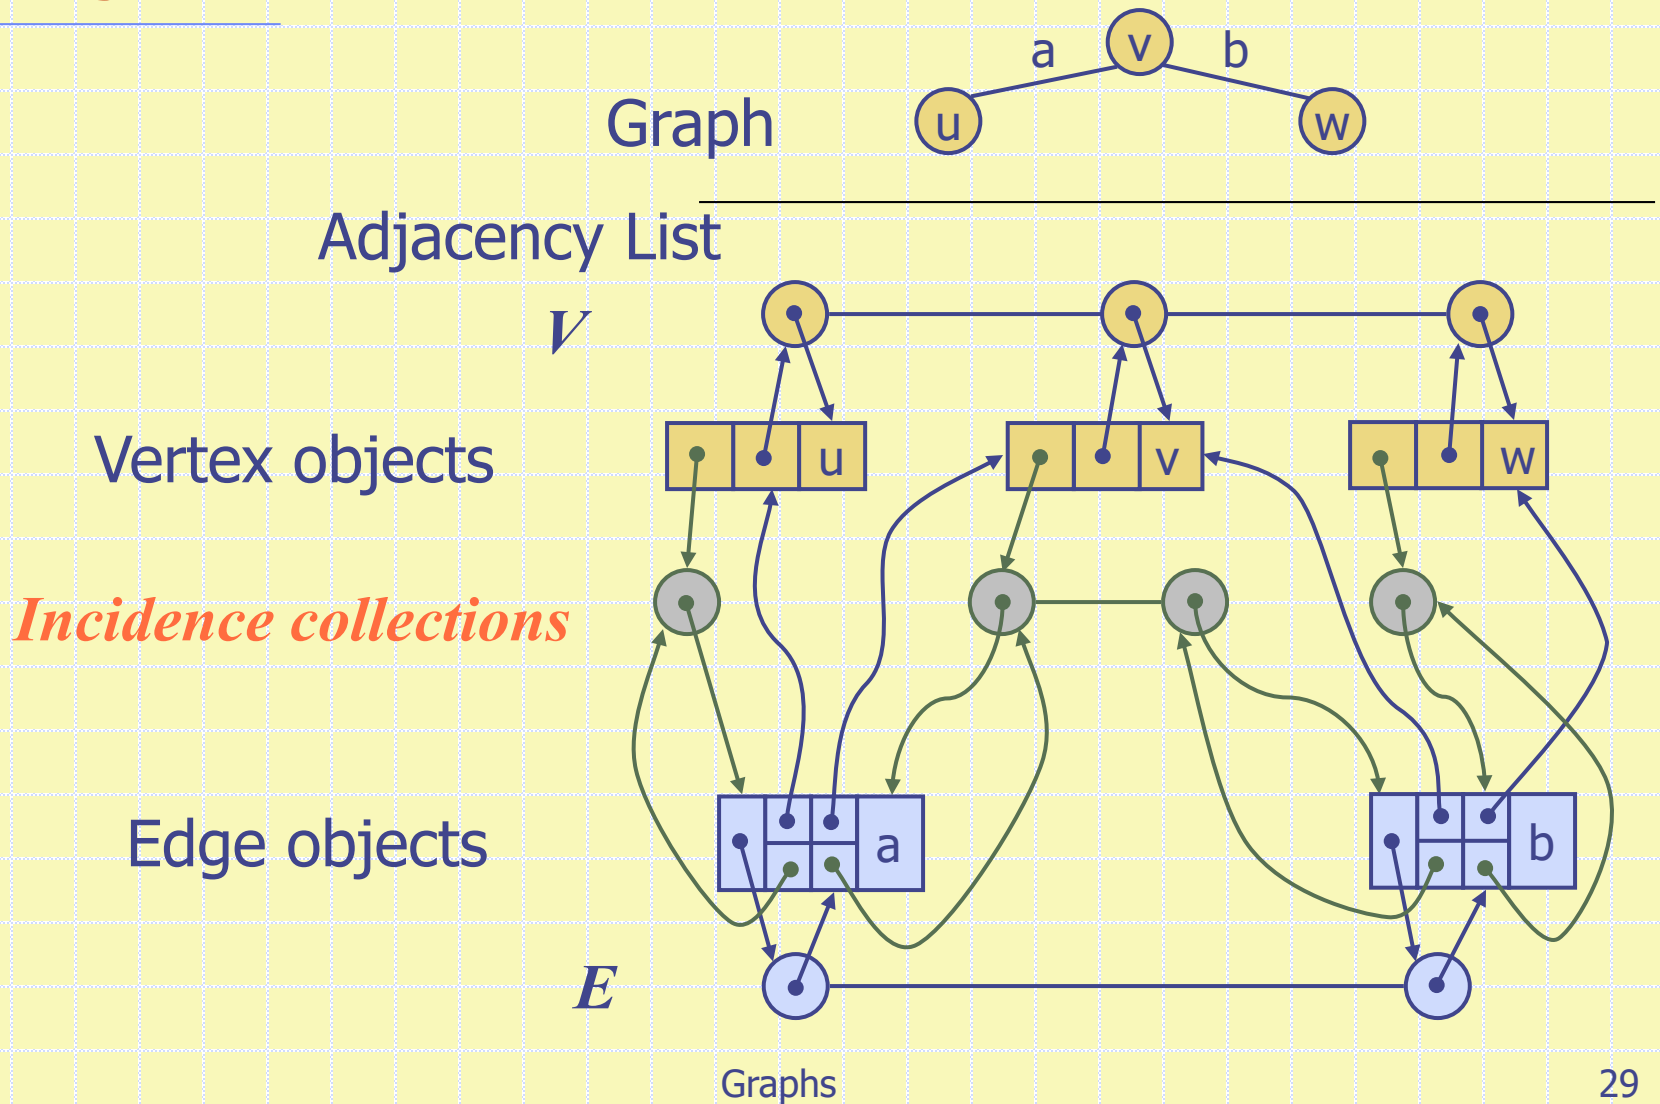 a v b
u w
Graph
Adjacency List
V
Vertex objects
u v w
Incidence collections
Edge objects
a b
E
Graphs 29